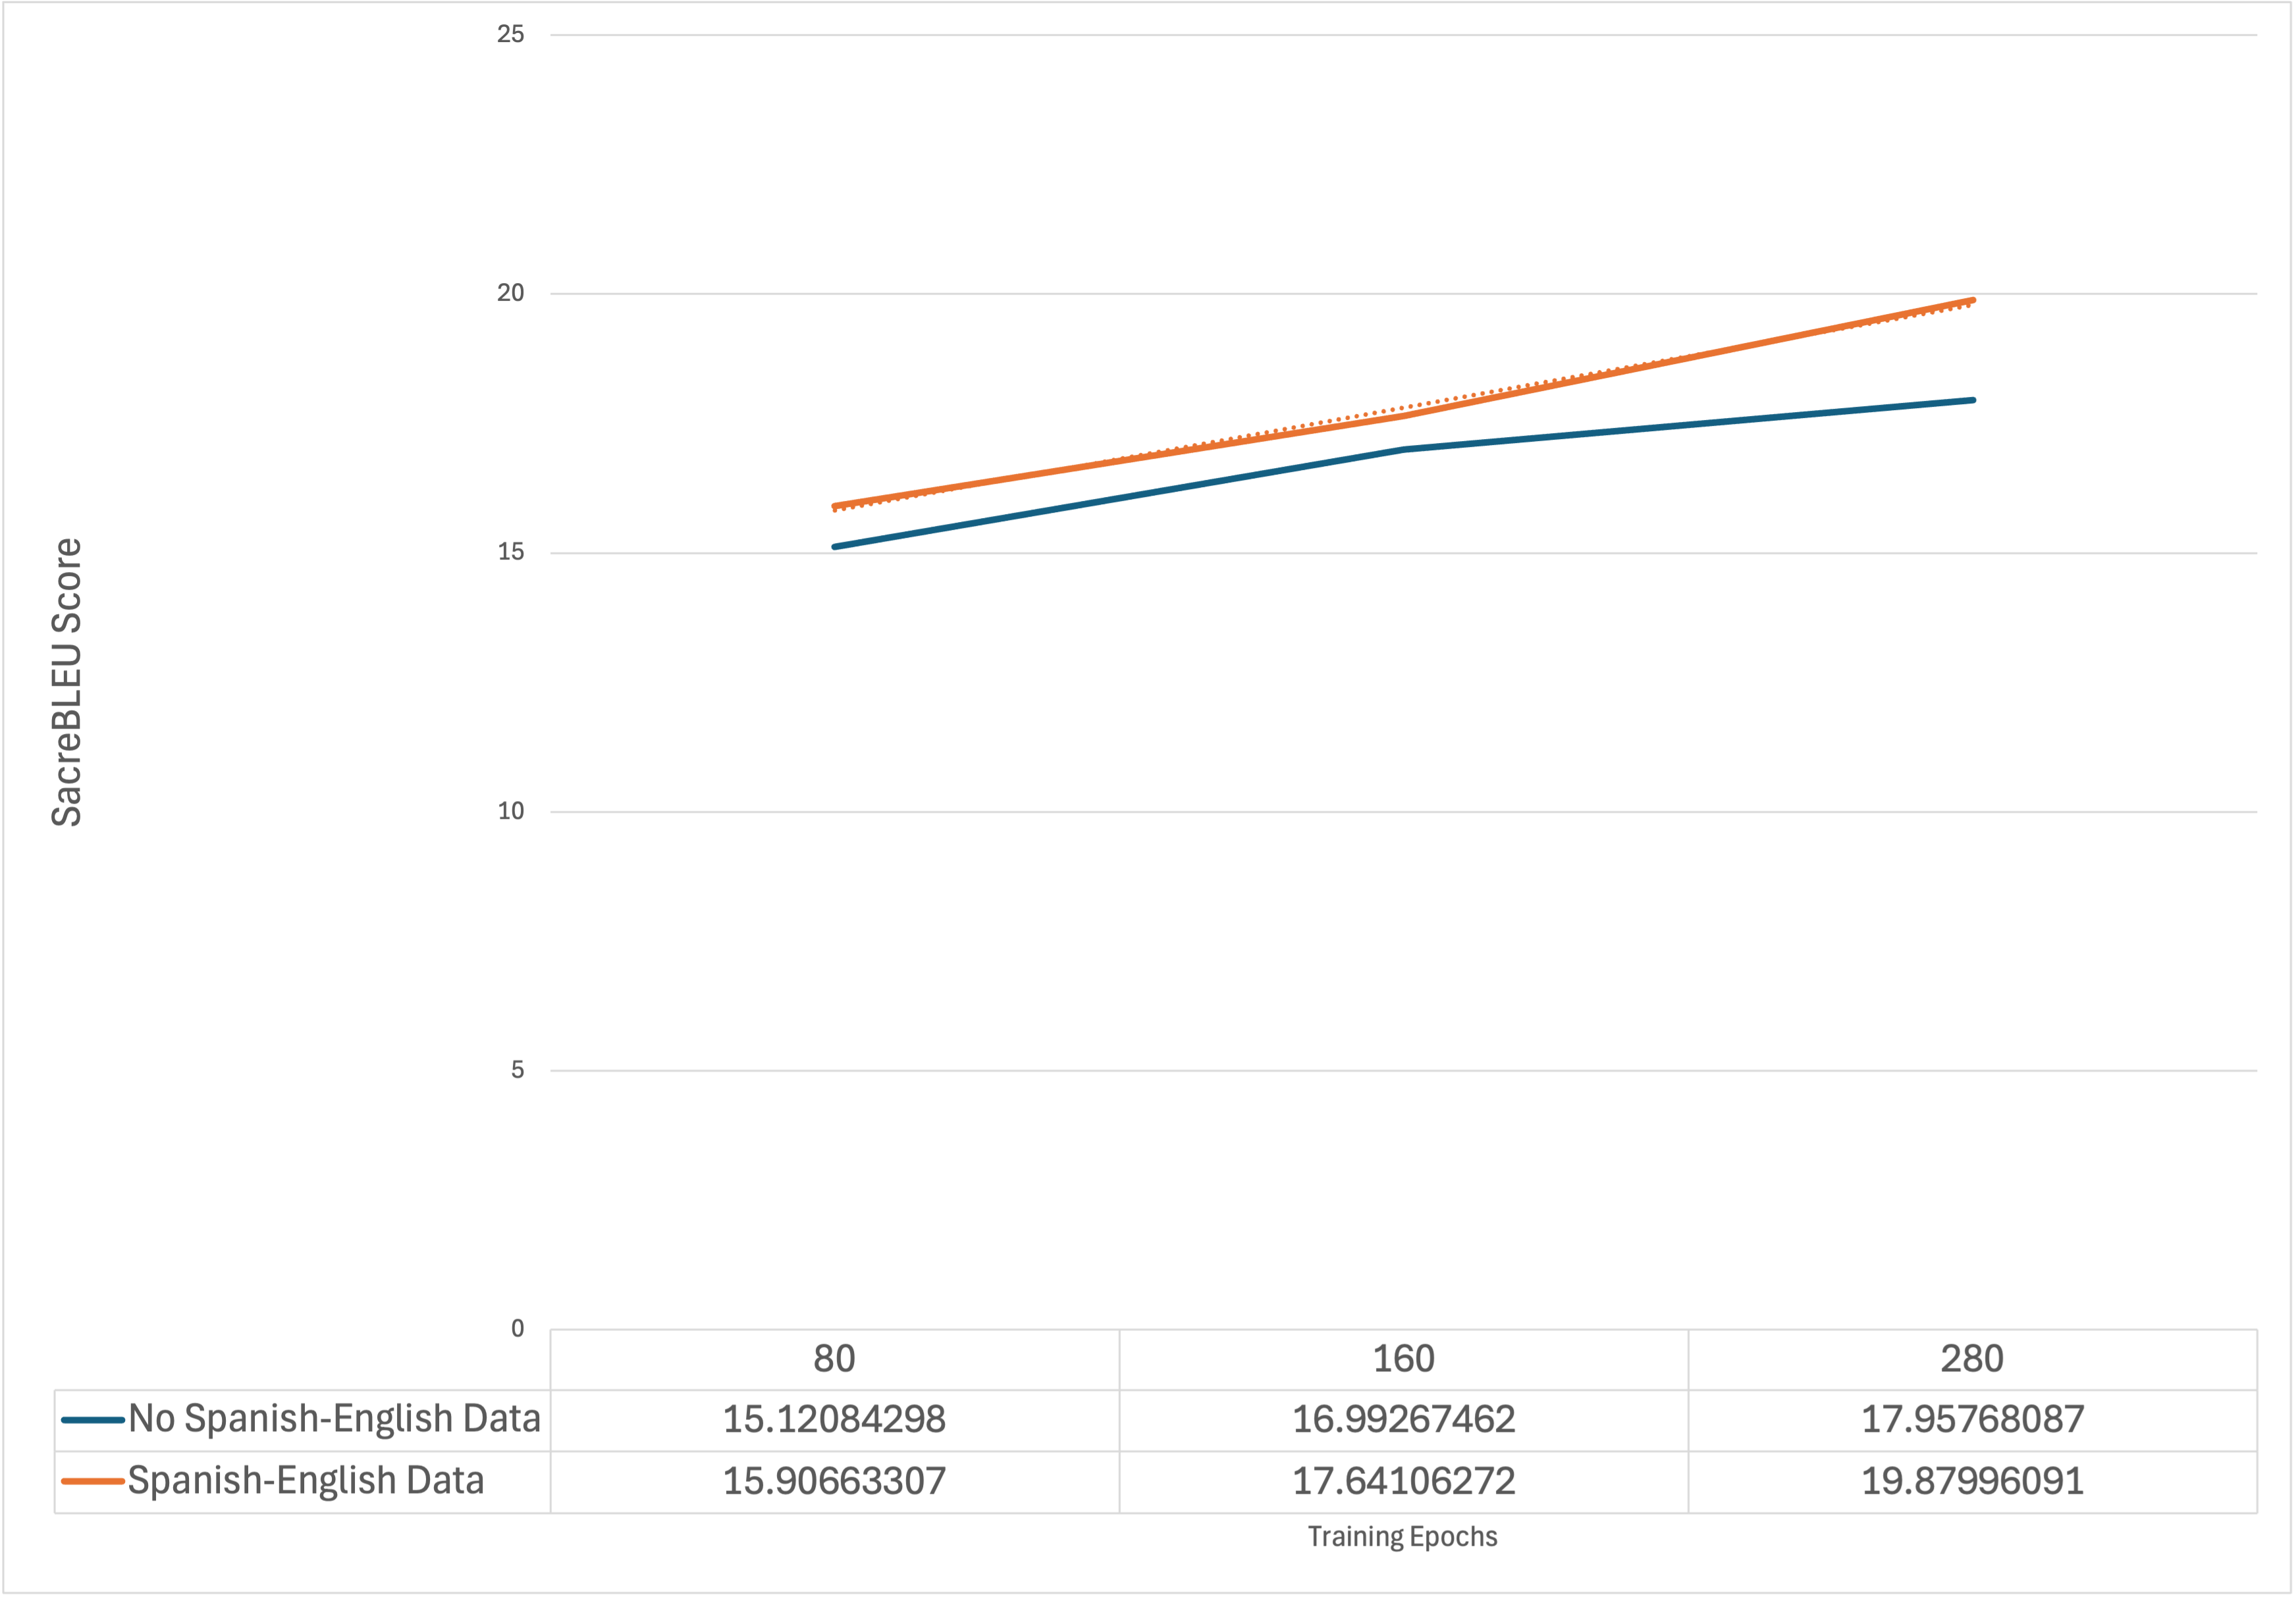 25
20
15
10
5
0
SacreBLEU Score
80 160 280
No Spanish-English Data 15.12084298 16.99267462 17.95768087
Spanish-English Data 15.90663307 17.64106272 19.87996091
Training Epochs